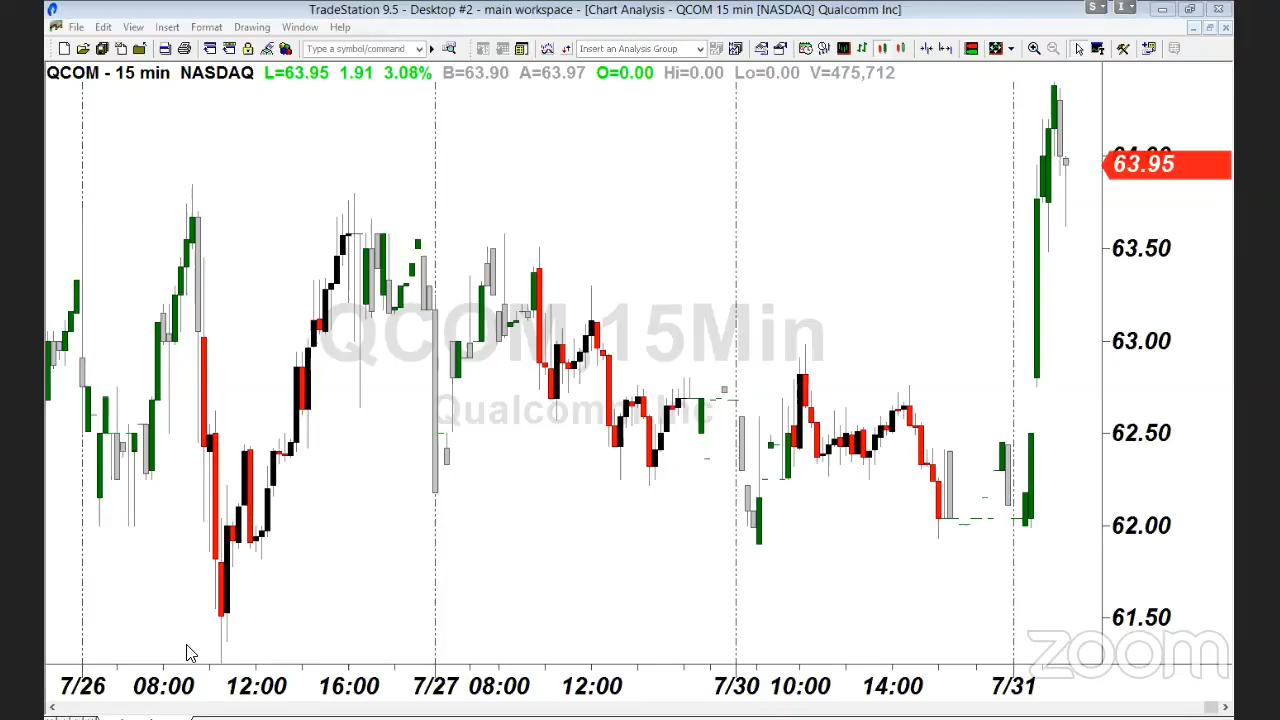 TradeStation 9.5 - Desktop #2 - main workspace - [Chart Analysis - QCOM 15 min [NASDAQ] Qualcomm Inc]
S
I
File Edit View Insert Format Drawing Window Help
Type a symbol/command
Insert an Analysis Group
QCOM - 15 min NASDAQ L=63.95 1.91 3.08% B=63.90 A=63.97 O=0.00 Hi=0.00 Lo=0.00 V=475,712
64.00
63.95
63.50
QCOM,15Min
63.00
Qualcomm Inc
62.50
62.00
61.50
zoom
7/26 08:00 12:00 16:00 7/27 08:00 12:00 7/30 10:00 14:00 7/31